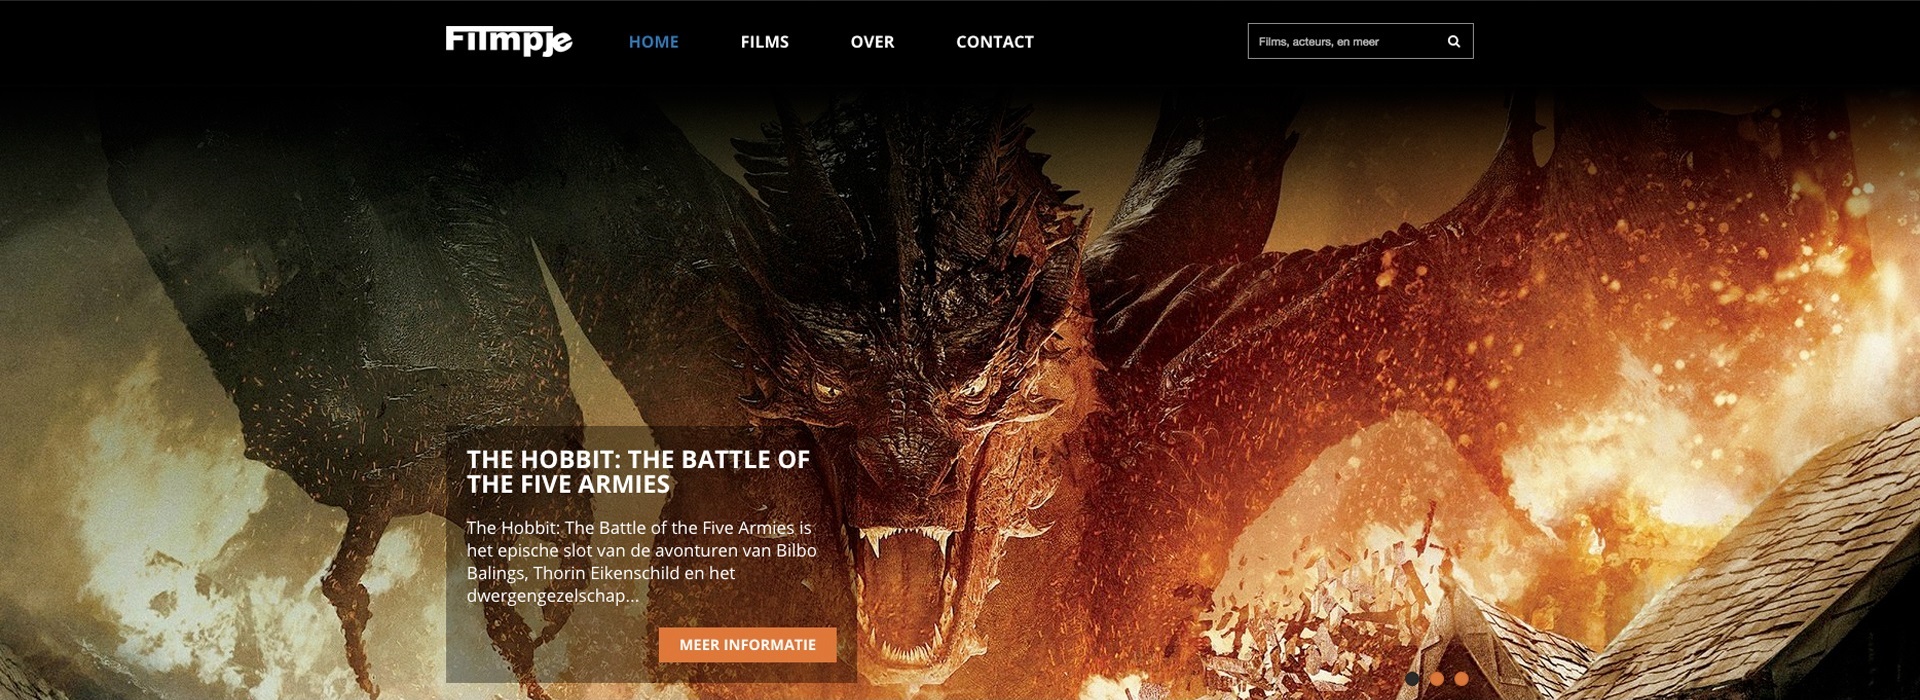 Filmpje
HOME
FILMS
OVER
CONTACT
Films, acteurs, en meer
THE HOBBIT: THE BATTLE OF
THE FIVE ARMIES
The Hobbit: The Battle of the Five Armies is
het epische slot van de avonturen van Bilbo
Balings, Thorin Eikenschild en het
dwergengezelschap...
MEER INFORMATIE